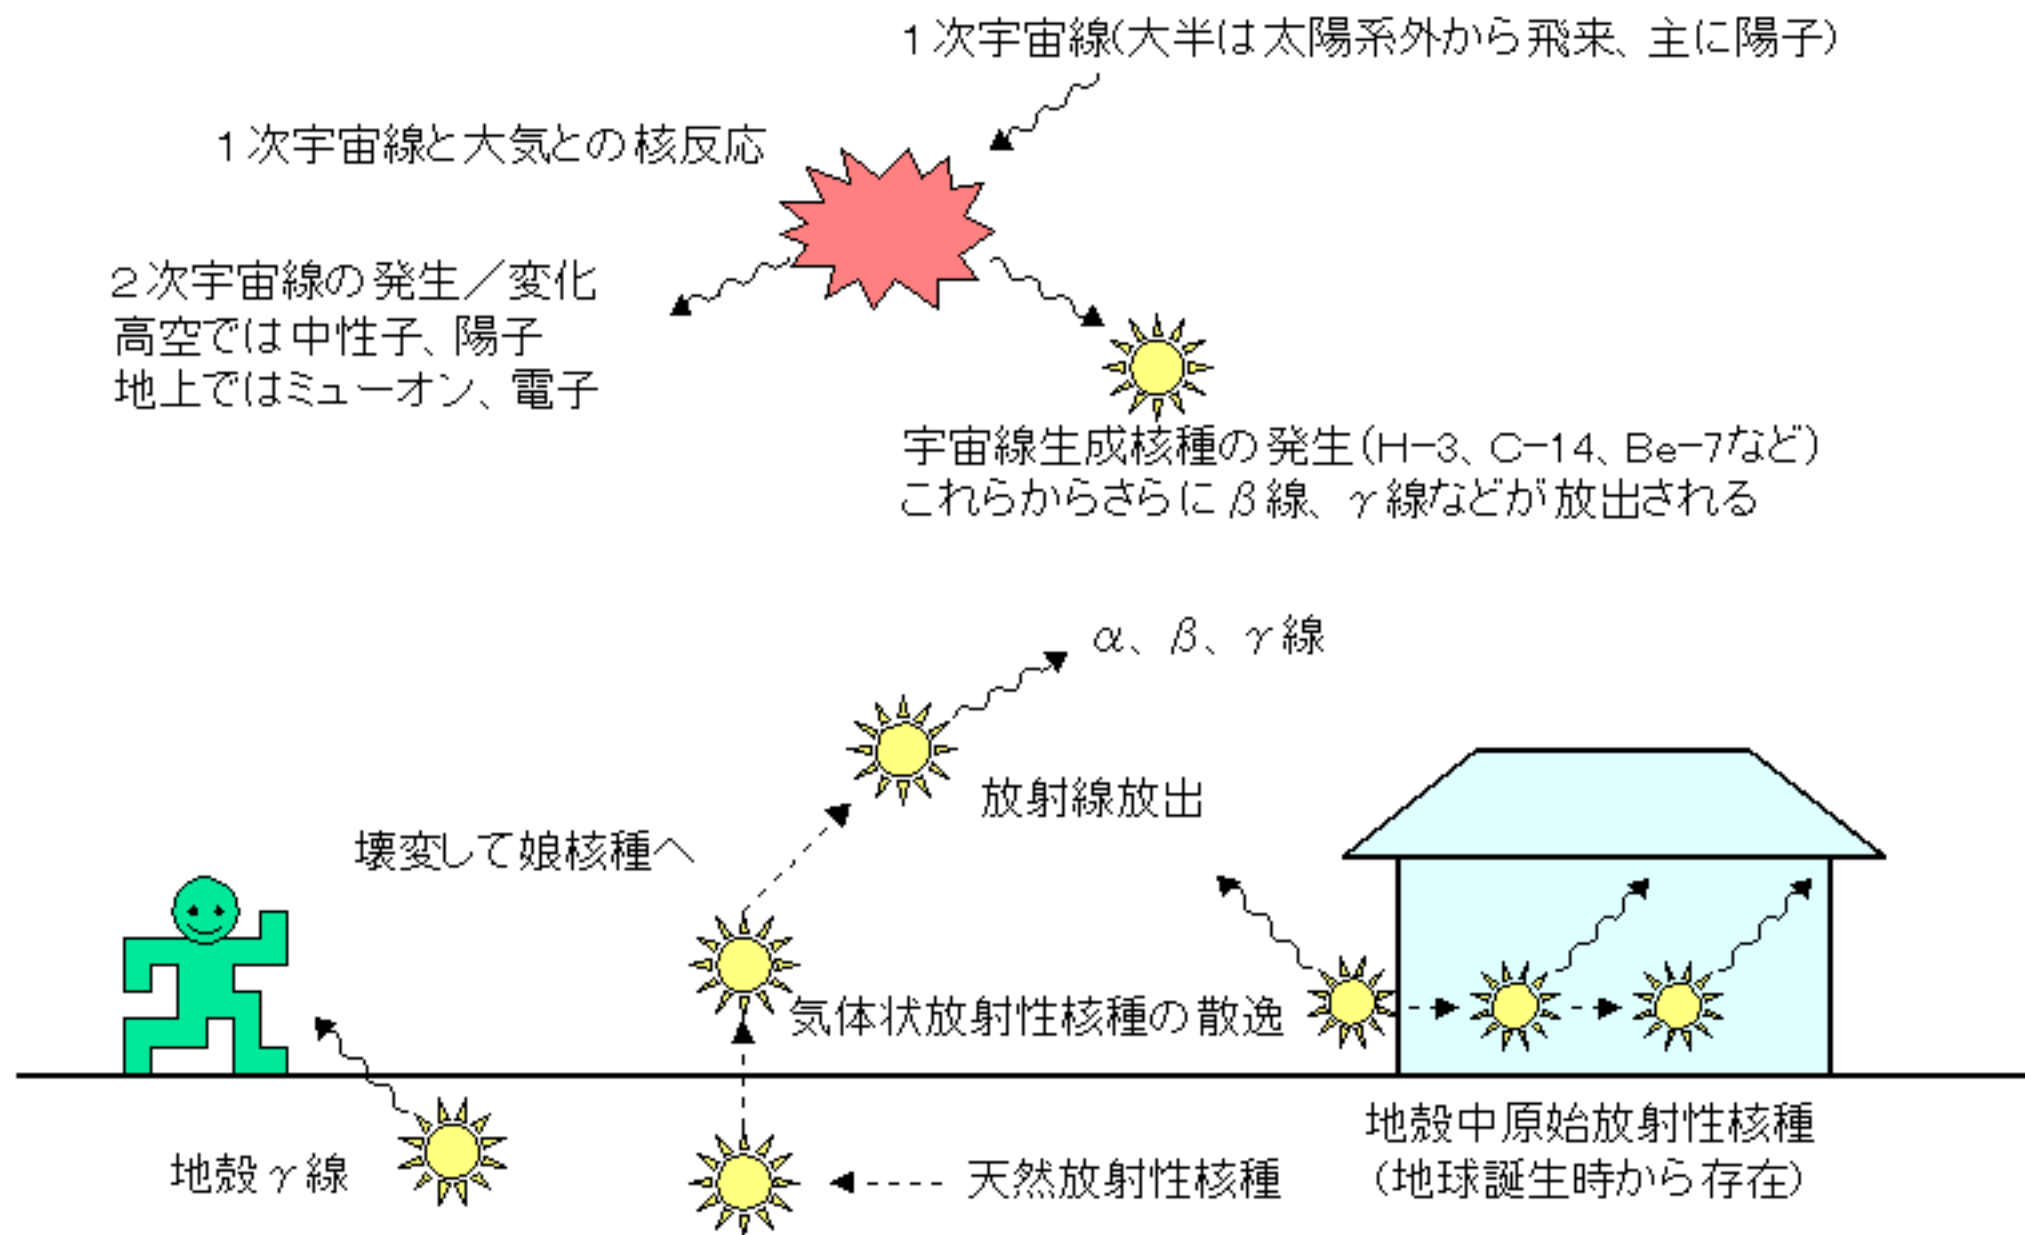 1次宇宙線(大半は太陽系外から飛来、主に陽子)
1次宇宙線と大気との核反応
2次宇宙線の発生／変化
高空では中性子、陽子
地上ではミューオン、電子
宇宙線生成核種の発生(H-3、C-14、Be-7など)
これらからさらにβ線、γ線などが放出される
α、β、γ線
放射線放出
壊変して娘核種へ
気体状放射性核種の散逸
地殻γ線
天然放射性核種
地殻中原始放射性核種
(地球誕生時から存在)